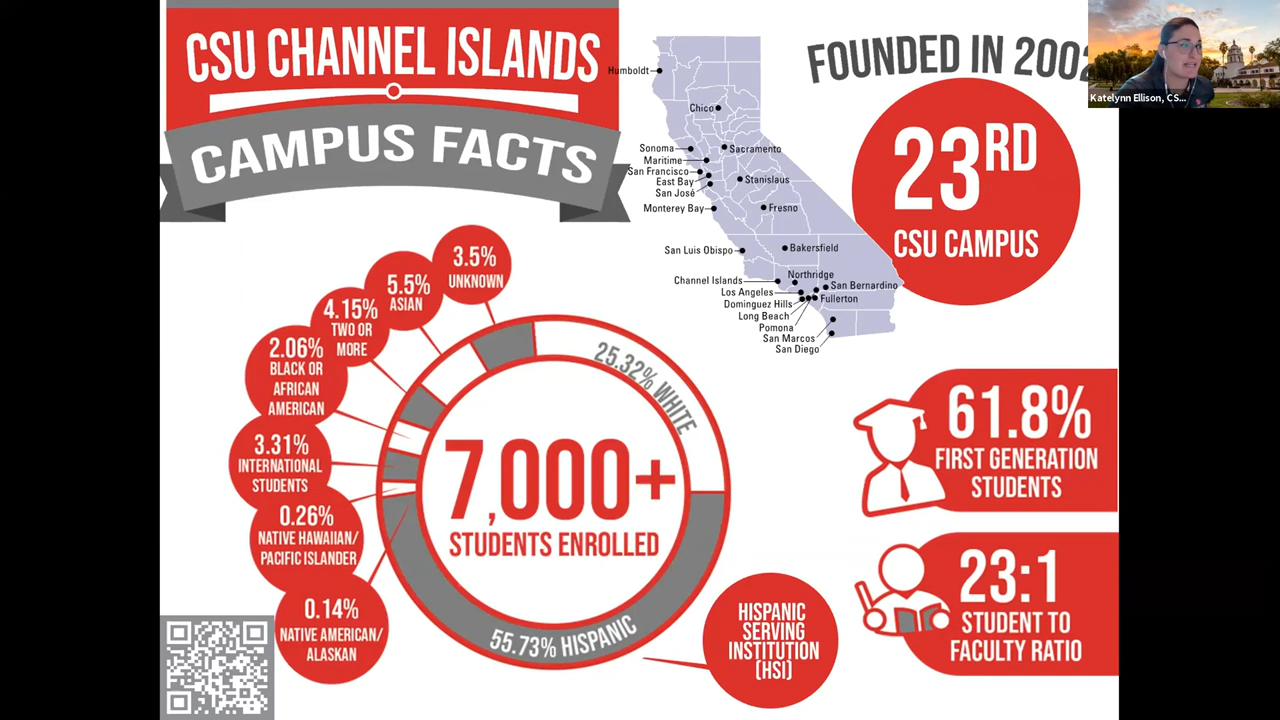 CSU CHANNEL ISLANDS
CAMPUS FACTS
Humboldt
Chico
Sonoma
Sacramento
Maritime
San Francisco
East Bay
Stanislaus
San José
Monterey Bay
Fresno
San Luis Obispo
Bakersfield
Channel Islands
Northridge
Los Angeles
San Bernardino
Dominguez Hills
Fullerton
Long Beach
Pomona
San Marcos
San Diego
FOUNDED IN 2002
23RD
CSU CAMPUS
Katelynn Ellison, CS...
3.5%
UNKNOWN
5.5%
ASIAN
4.15%
TWO OR
MORE
2.06%
BLACK OR
AFRICAN
AMERICAN
3.31%
INTERNATIONAL
STUDENTS
0.26%
NATIVE HAWAIIAN/
PACIFIC ISLANDER
0.14%
NATIVE AMERICAN/
ALASKAN
25.32% WHITE
7,000+
STUDENTS ENROLLED
55.73% HISPANIC
HISPANIC
SERVING
INSTITUTION
(HSI)
61.8%
FIRST GENERATION
STUDENTS
23:1
STUDENT TO
FACULTY RATIO